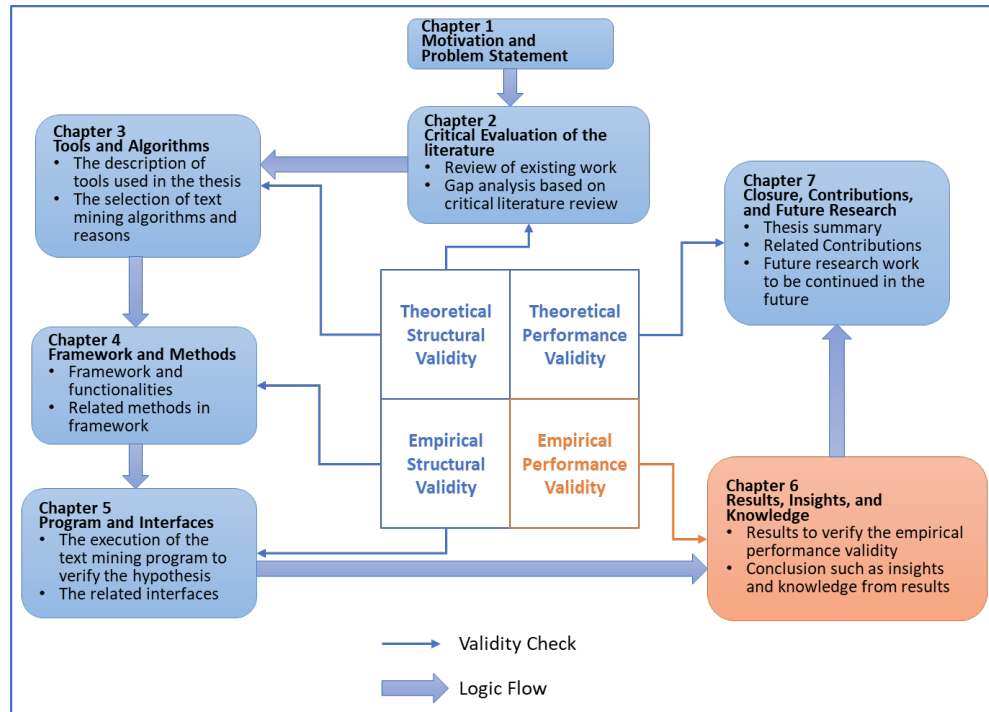 Chapter 1
Motivation and
Problem Statement
Chapter 2
Critical Evaluation of the
literature
• Review of existing work
• Gap analysis based on
critical literature review
Chapter 3
Tools and Algorithms
• The description of
tools used in the thesis
• The selection of text
mining algorithms and
reasons
Chapter 4
Framework and Methods
• Framework and
functionalities
• Related methods in
framework
Chapter 5
Program and Interfaces
• The execution of the
text mining program to
verify the hypothesis
• The related interfaces
Theoretical
Structural
Validity
Theoretical
Performance
Validity
Empirical
Structural
Validity
Empirical
Performance
Validity
Chapter 6
Results, Insights, and
Knowledge
• Results to verify the empirical
performance validity
• Conclusion such as insights
and knowledge from results
Chapter 7
Closure, Contributions,
and Future Research
• Thesis summary
• Related Contributions
• Future research work
to be continued in the
future
Validity Check
Logic Flow